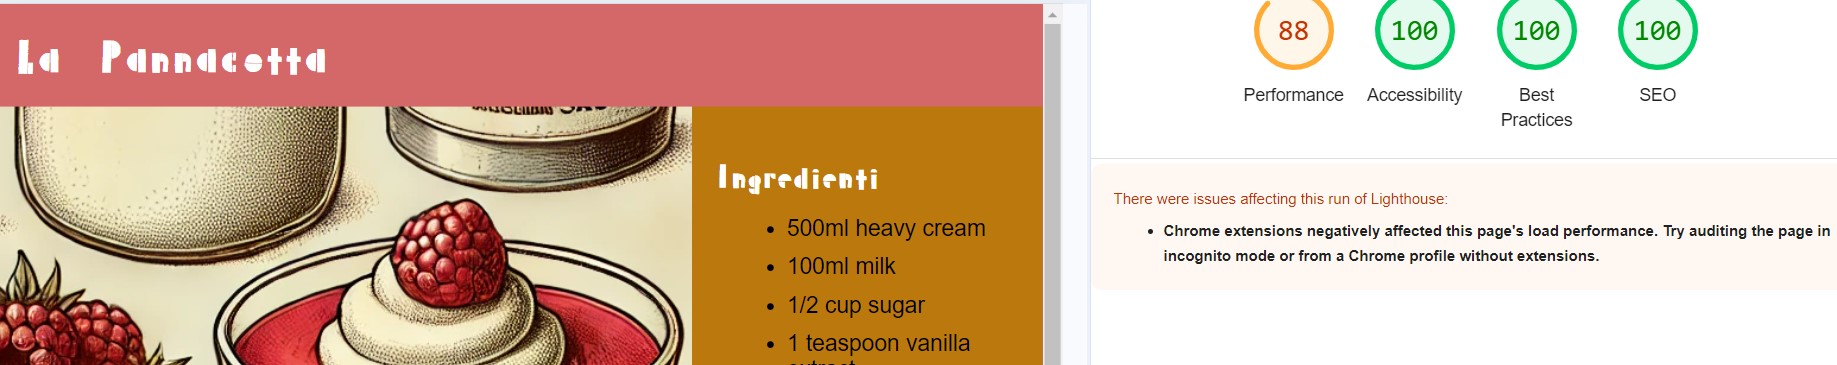 La Pannacotta
Ingredienti
• 500ml heavy cream
• 100ml milk
• 1/2 cup sugar
• 1 teaspoon vanilla
extract
88
100
100
100
Performance
Accessibility
Best
Practices
SEO
There were issues affecting this run of Lighthouse:
• Chrome extensions negatively affected this page's load performance. Try auditing the page in
incognito mode or from a Chrome profile without extensions.